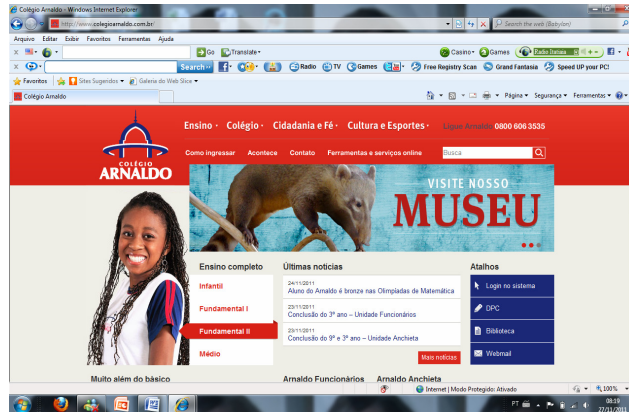 Colégio Arnaldo - Windows Internet Explorer
http://www.colegioarnaldo.com.br/
Search the web (Babylon)
Arquivo Editar Exibir Favoritos Ferramentas Ajuda
Go Translate Casino Games Radio Italiana
Search Radio TV Games Free Registry Scan Grand Fantasia Speed UP your PC!
Favoritos Sites Sugeridos Galeria do Web Slice
Colégio Arnaldo Página Segurança Ferramentas
Ensino Colégio Cidadania e Fé Cultura e Esportes Ligue Arnaldo 0800 606 3535
Como ingressar Acontece Contato Ferramentas e serviços online Busca
COLÉGIO
ARNALDO
VISITE NOSSO
MUSEU
Ensino completo
Infantil
Fundamental I
Fundamental II
Médio
Últimas notícias
24/11/2011
Aluno do Arnaldo é bronze nas Olimpíadas de Matemática
23/11/2011
Conclusão do 3º ano – Unidade Funcionários
23/11/2011
Conclusão do 9º e 3º ano – Unidade Anchieta
Mais notícias
Atalhos
Login no sistema
DPC
Biblioteca
Webmail
Muito além do básico Arnaldo Funcionários Arnaldo Anchieta
Internet | Modo Protegido: Ativado 100%
PT 08:19
27/11/2011